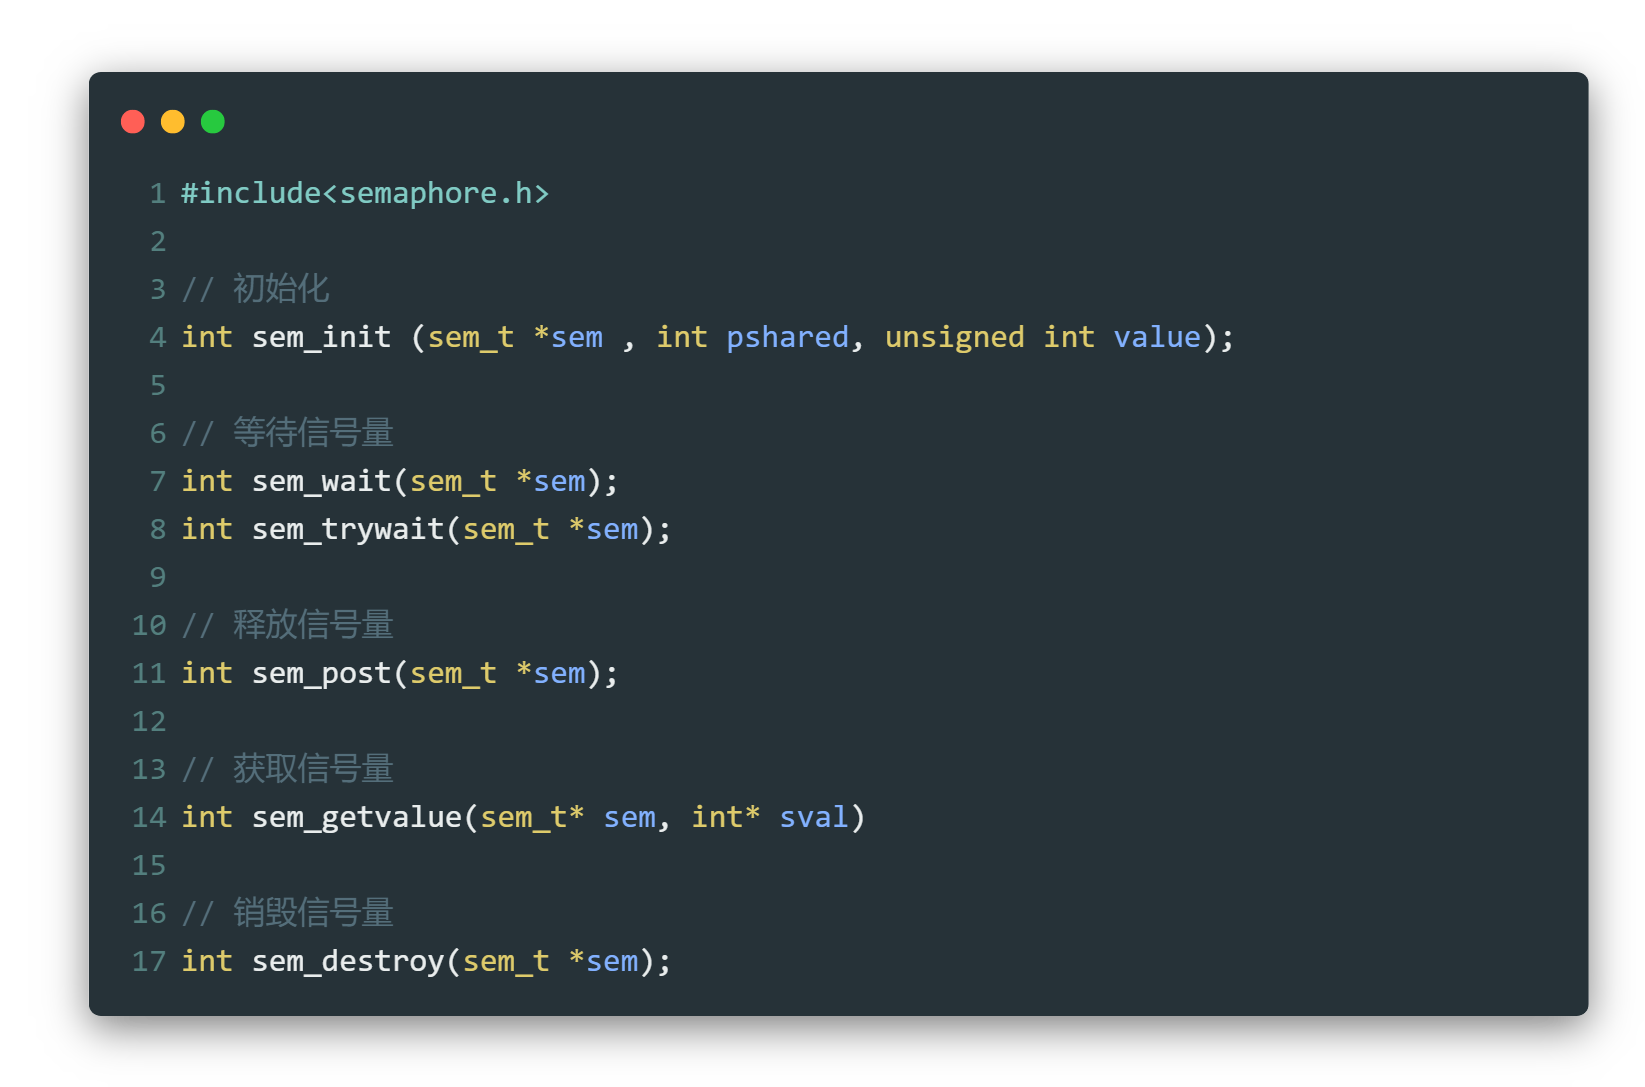 1 #include<semaphore.h>
2
3 // 初始化
4 int sem_init (sem_t *sem , int pshared, unsigned int value);
5
6 // 等待信号量
7 int sem_wait(sem_t *sem);
8 int sem_trywait(sem_t *sem);
9
10 // 释放信号量
11 int sem_post(sem_t *sem);
12
13 // 获取信号量
14 int sem_getvalue(sem_t* sem, int* sval)
15
16 // 销毁信号量
17 int sem_destroy(sem_t *sem);